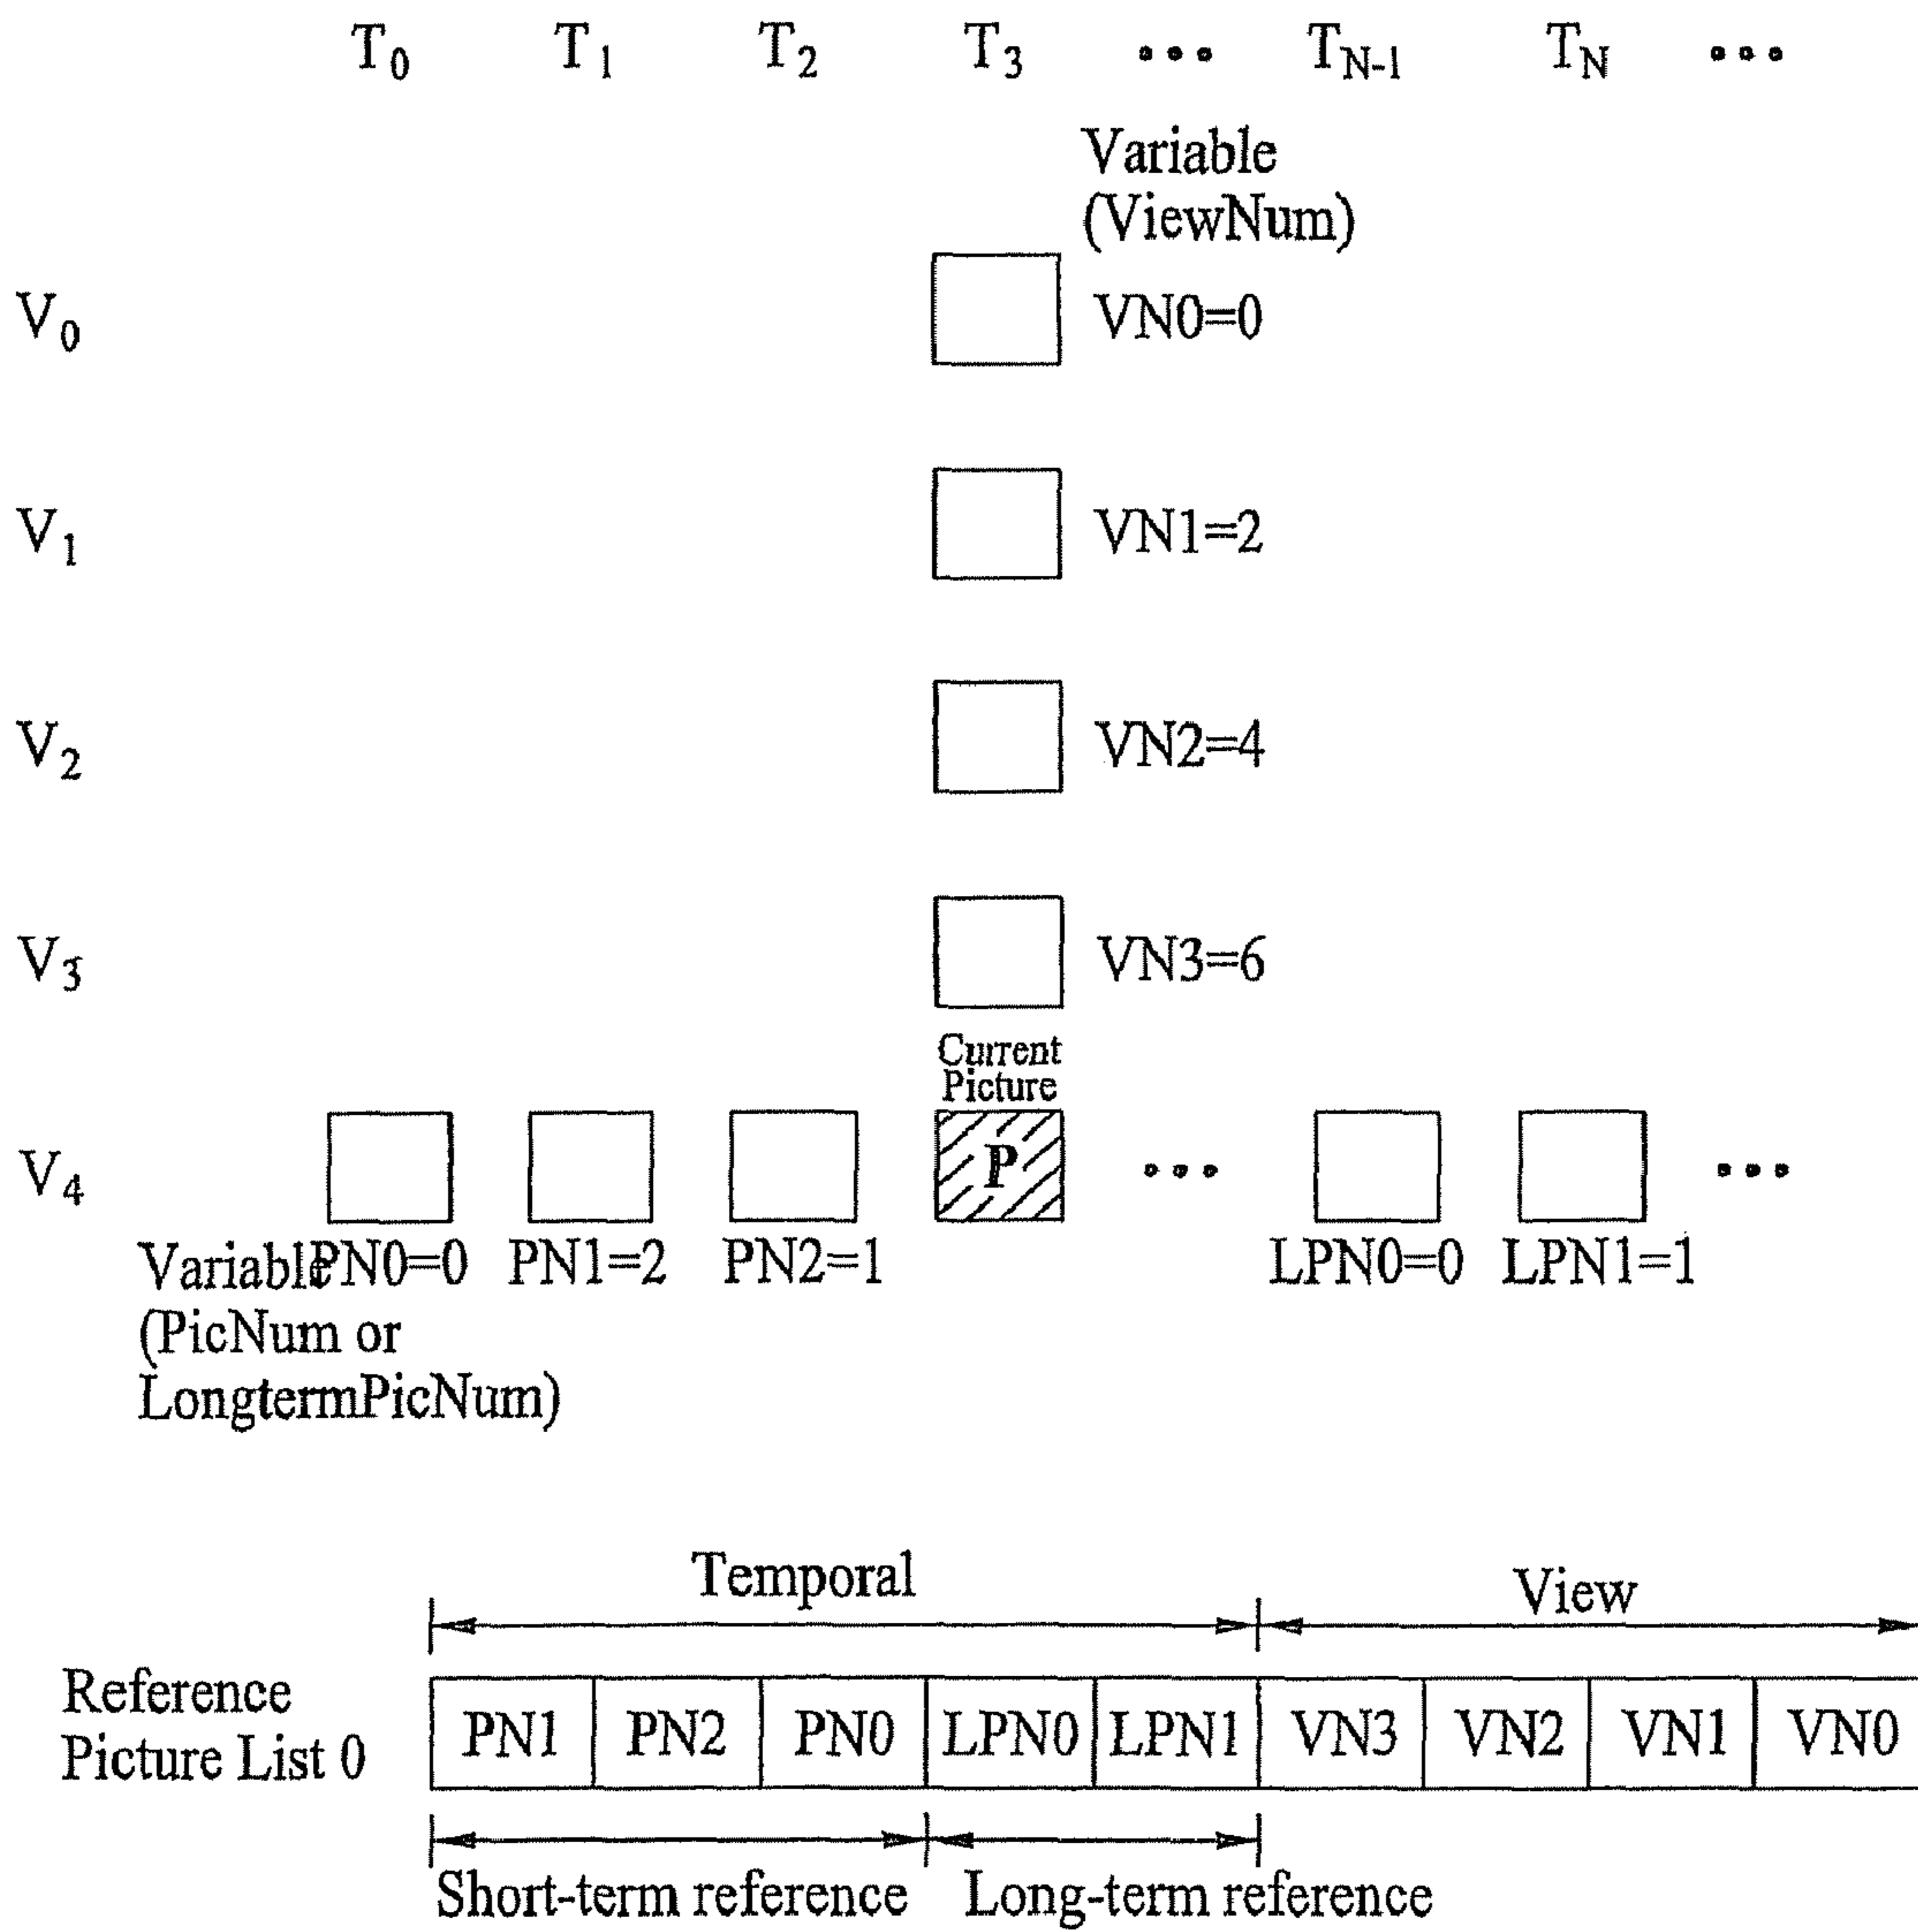 T0 T1 T2 T3 ••• TN-1 TN •••
Variable
(ViewNum)
V0 VN0=0
V1 VN1=2
V2 VN2=4
V3 VN3=6
Current
Picture
V4 P ••• •••
Variable PN0=0 PN1=2 PN2=1 LPN0=0 LPN1=1
(PicNum or
LongtermPicNum)
Temporal View
Reference
Picture List 0
PN1 PN2 PN0 LPN0 LPN1 VN3 VN2 VN1 VN0
Short-term reference Long-term reference